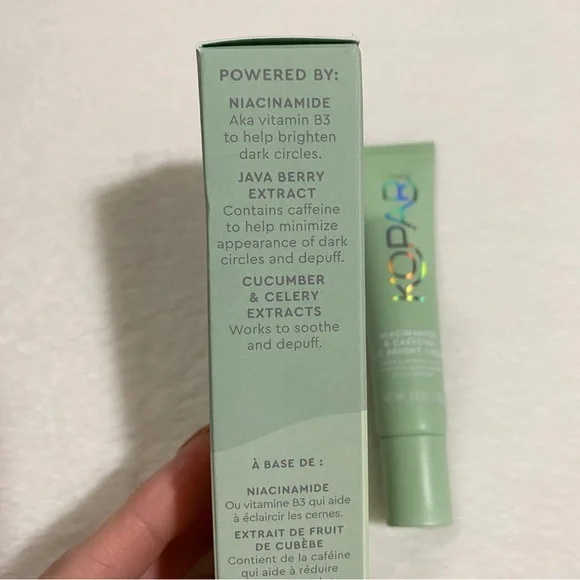 POWERED BY:
NIACINAMIDE
Aka vitamin B3
to help brighten
dark circles.
JAVA BERRY
EXTRACT
Contains caffeine
to help minimize
appearance of dark
circles and depuff.
CUCUMBER
& CELERY
EXTRACTS
Works to soothe
and depuff.
À BASE DE :
NIACINAMIDE
Ou vitamine B3 qui aide
à éclaircir les cernes.
EXTRAIT DE FRUIT
DE CUBÈBE
Contient de la caféine
qui aide à réduire
KOPARI
NIACINAMIDE
& CAFFEINE
BRIGHT